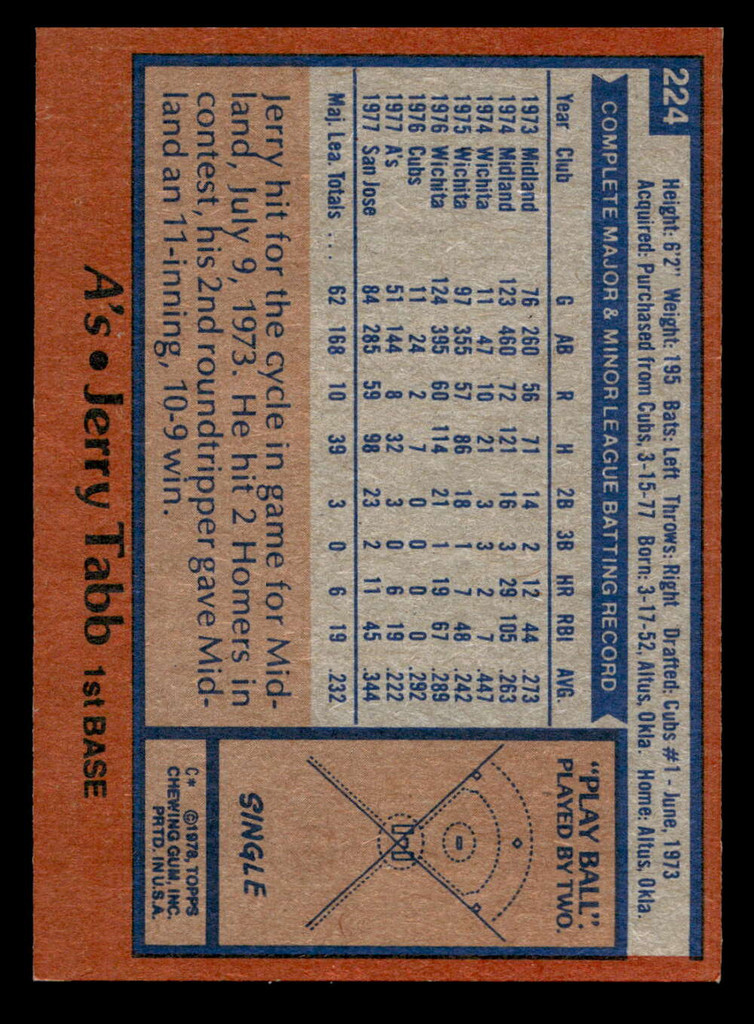 224
Height: 6'2" Weight: 195 Bats: Left Throws: Right Drafted: Cubs #1 - June, 1973
Acquired: Purchased from Cubs, 3-15-77 Born: 3-17-52, Altus, Okla. Home: Altus, Okla.
COMPLETE MAJOR & MINOR LEAGUE BATTING RECORD
Year Club G AB R H 2B 3B HR RBI AVG.
1973 Midland 76 260 56 71 14 2 12 44 .273
1974 Midland 123 460 72 121 16 3 29 105 .263
1974 Wichita 11 47 10 21 3 3 2 7 .447
1975 Wichita 97 355 57 86 18 1 7 48 .242
1976 Wichita 124 395 60 114 21 1 19 67 .289
1976 Cubs 11 24 2 7 0 0 0 0 .292
1977 A's 51 144 8 32 3 0 6 19 .222
1977 San Jose 84 285 59 98 23 2 11 45 .344
Maj. Lea. Totals ... 62 168 10 39 3 0 6 19 .232
Jerry hit for the cycle in game for Mid-
land, July 9, 1973. He hit 2 Homers in
contest, his 2nd roundtripper gave Mid-
land an 11-inning, 10-9 win.
"PLAY BALL".
PLAYED BY TWO.
SINGLE
C* ©1978, TOPPS
CHEWING GUM, INC.
PRTD. IN U.S.A.
A's • Jerry Tabb 1st BASE